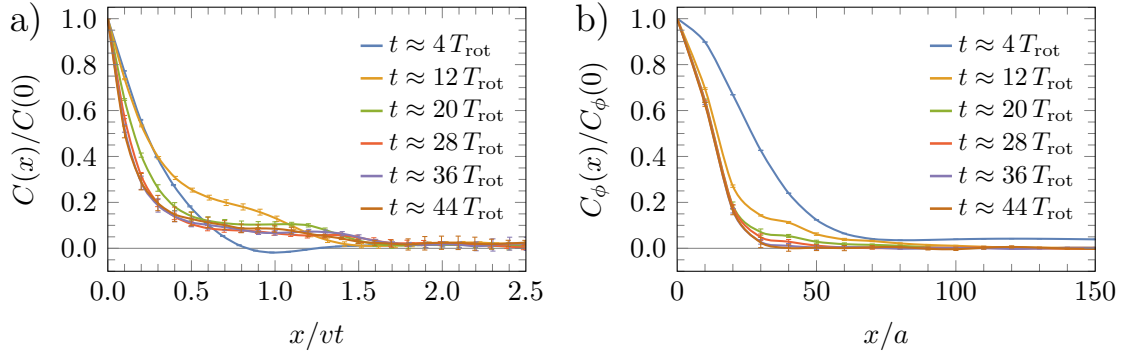 a)
C(x)/C(0)
1.0
0.8
0.6
0.4
0.2
0.0
0.0 0.5 1.0 1.5 2.0 2.5
x/vt
t ≈ 4 T_rot
t ≈ 12 T_rot
t ≈ 20 T_rot
t ≈ 28 T_rot
t ≈ 36 T_rot
t ≈ 44 T_rot
b)
C_ϕ(x)/C_ϕ(0)
1.0
0.8
0.6
0.4
0.2
0.0
0 50 100 150
x/a
t ≈ 4 T_rot
t ≈ 12 T_rot
t ≈ 20 T_rot
t ≈ 28 T_rot
t ≈ 36 T_rot
t ≈ 44 T_rot